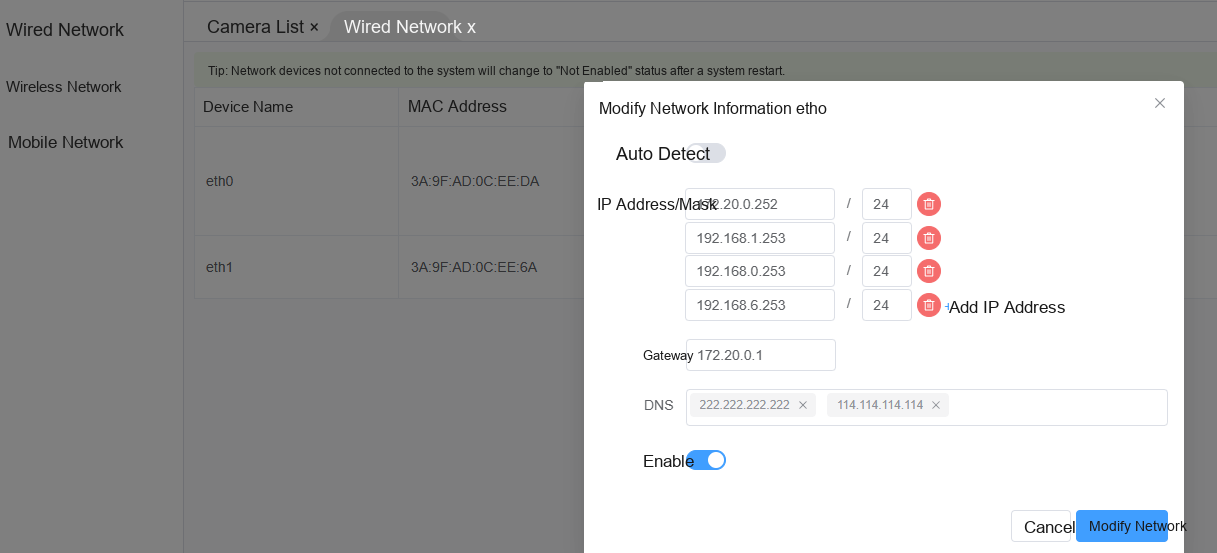 Wired Network
Wireless Network
Mobile Network
Camera List ×
Wired Network x
Tip: Network devices not connected to the system will change to "Not Enabled" status after a system restart.
Device Name
MAC Address
eth0
3A:9F:AD:0C:EE:DA
eth1
3A:9F:AD:0C:EE:6A
Modify Network Information etho
Auto Detect
IP Address/Mask
172.20.0.252 / 24
192.168.1.253 / 24
192.168.0.253 / 24
192.168.6.253 / 24
+Add IP Address
Gateway 172.20.0.1
DNS 222.222.222.222 × 114.114.114.114 ×
Enable
Cancel
Modify Network